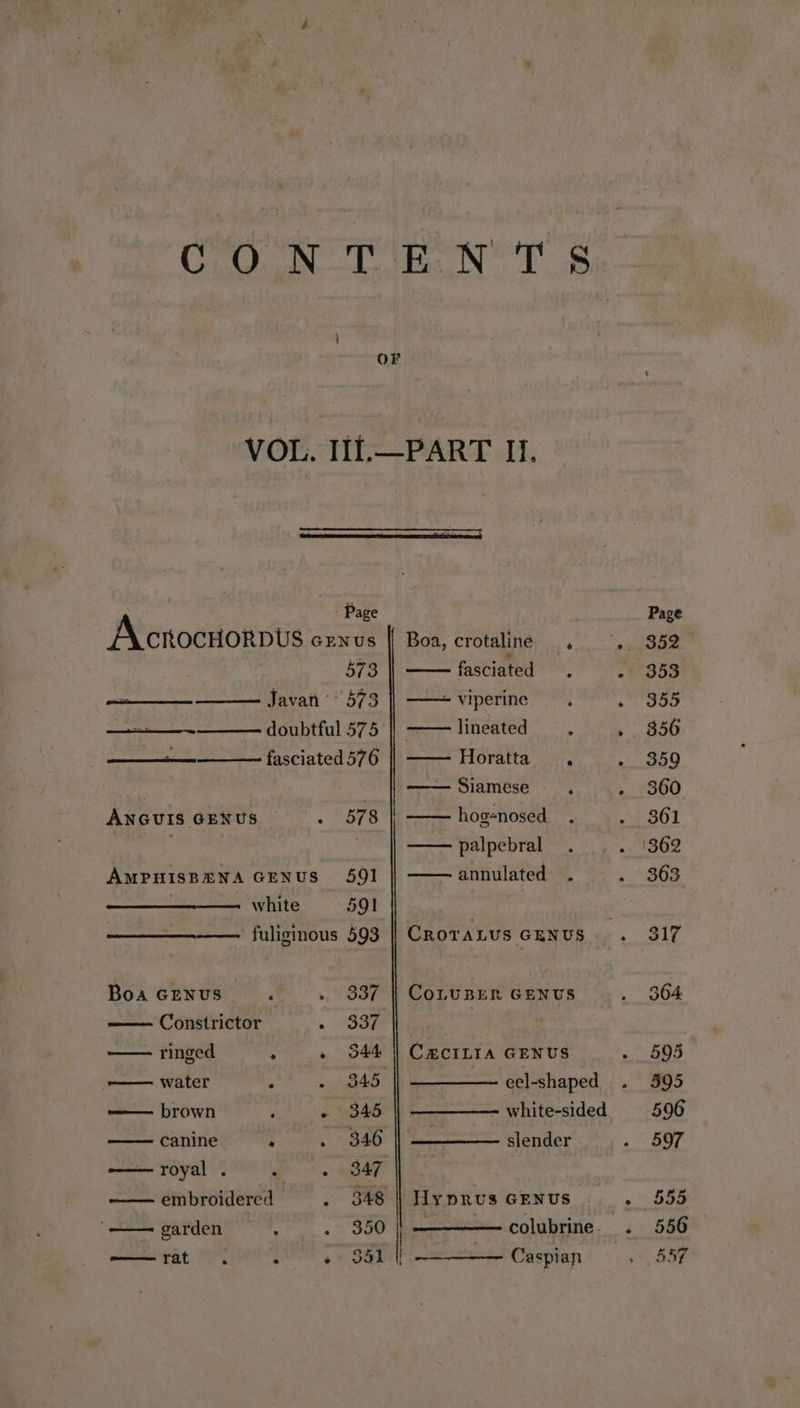 CONTENTS
OF
VOL. III.—PART II.
Page
ACROCHORDUS GENUS
573
—— —— Javan 573
—— —— doubtful 575
—— —— fasciated 576
ANGUIS GENUS . 578
AMPHISBÆNA GENUS 591
—— white 591
—— fuliginous 593
BOA GENUS . . 337
—— Constrictor . 337
—— ringed . . 344
—— water . . 345
—— brown . . 345
—— canine . . 346
—— royal . . . 347
—— embroidered . 348
—— garden . . 350
—— rat . . . 351
Page
Boa, crotaline . . 352
—— fasciated . . 353
—— viperine . . 355
—— lineated . . 356
—— Horatta . . 359
—— Siamese . . 360
—— hog-nosed . . 361
—— palpebral . . 362
—— annulated . . 363
CROTALUS GENUS . 317
COLUBER GENUS . 364
CÆCILIA GENUS . 595
—— eel-shaped . 595
—— white-sided 596
—— slender . 597
HYDRUS GENUS . 555
—— colubrine . 556
—— Caspian . 557